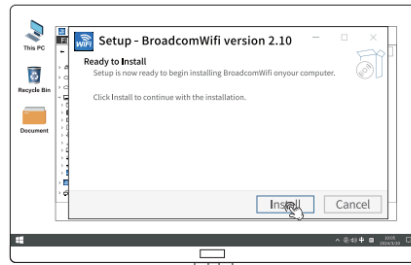 This PC
Recycle Bin
Document
WiFi
Setup - BroadcomWifi version 2.10
Ready to Install
Setup is now ready to begin installing BroadcomWifi onyour computer.
Click Install to continue with the installation.
Install
Cancel